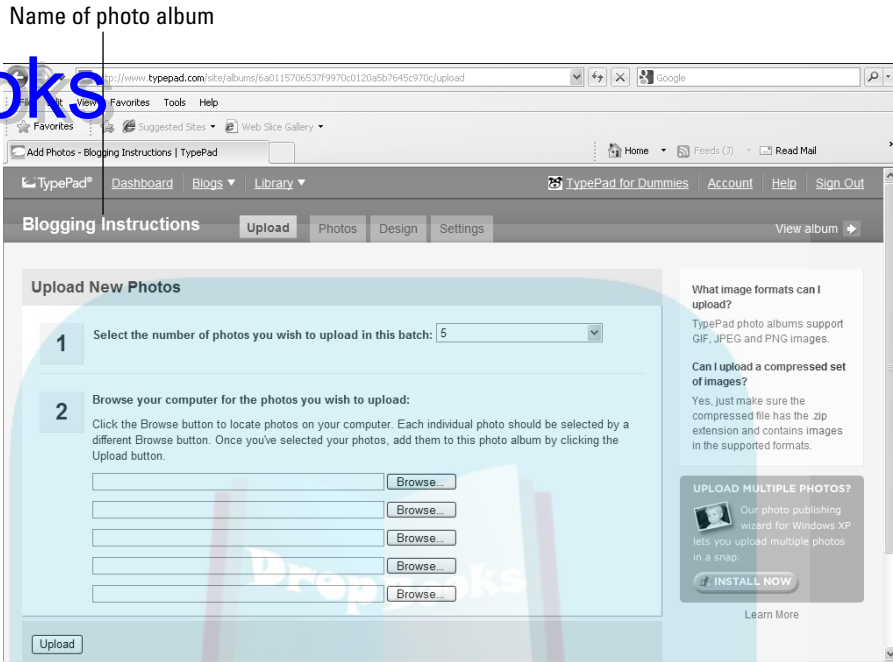 Name of photo album
oks
http://www.typepad.com/site/albums/6a0115706537f9970c0120a5b7645c970c/upload
Google
File Edit View Favorites Tools Help
Favorites Suggested Sites Web Slice Gallery
Add Photos - Blogging Instructions | TypePad
Home Feeds (J) Read Mail
TypePad® Dashboard Blogs Library TypePad for Dummies Account Help Sign Out
Blogging Instructions Upload Photos Design Settings View album
Upload New Photos
1 Select the number of photos you wish to upload in this batch: 5
2 Browse your computer for the photos you wish to upload:
Click the Browse button to locate photos on your computer. Each individual photo should be selected by a
different Browse button. Once you've selected your photos, add them to this photo album by clicking the
Upload button.
Browse...
Browse...
Browse...
Browse...
Browse...
Upload
What image formats can I
upload?
TypePad photo albums support
GIF, JPEG and PNG images.
Can I upload a compressed set
of images?
Yes, just make sure the
compressed file has the .zip
extension and contains images
in the supported formats.
UPLOAD MULTIPLE PHOTOS?
Our photo publishing
wizard for Windows XP
lets you upload multiple photos
in a snap.
INSTALL NOW
Learn More
DropBooks